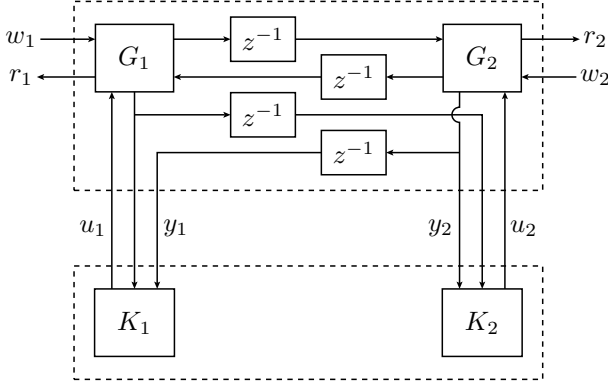 w₁ z⁻¹ r₂
G₁ G₂
r₁ z⁻¹ w₂
z⁻¹
z⁻¹
u₁ y₁ y₂ u₂
K₁ K₂